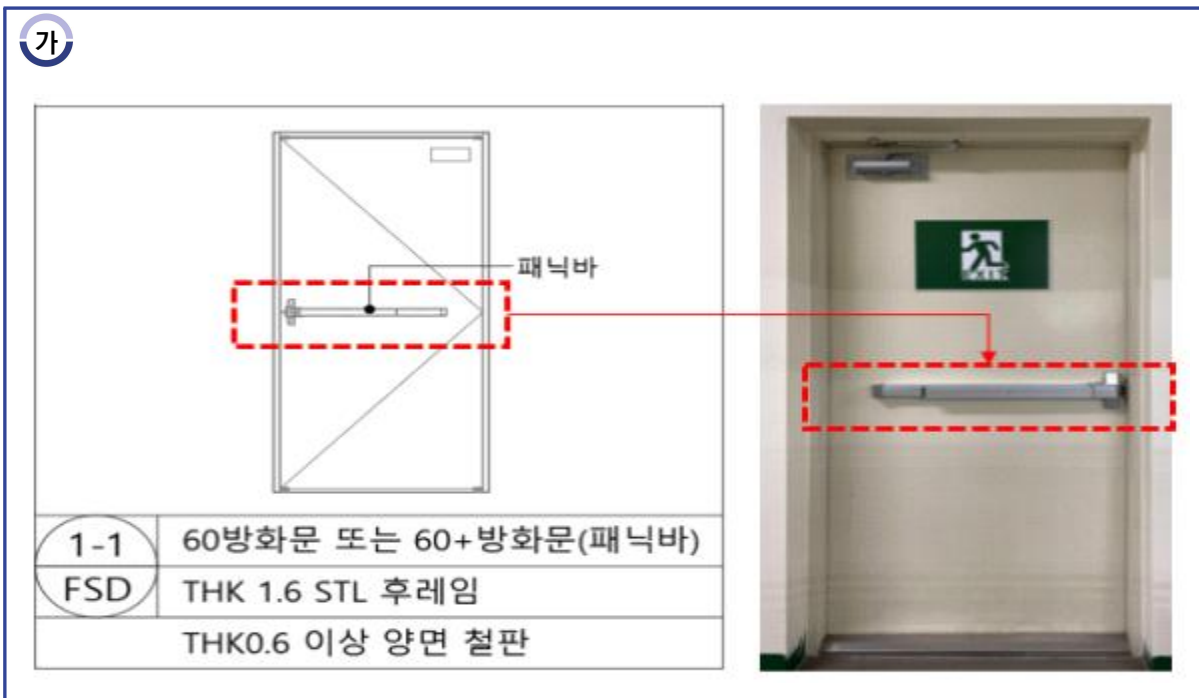 가
패닉바
EXIT
1-1
60방화문 또는 60+방화문(패닉바)
FSD
THK 1.6 STL 후레임
THK0.6 이상 양면 철판